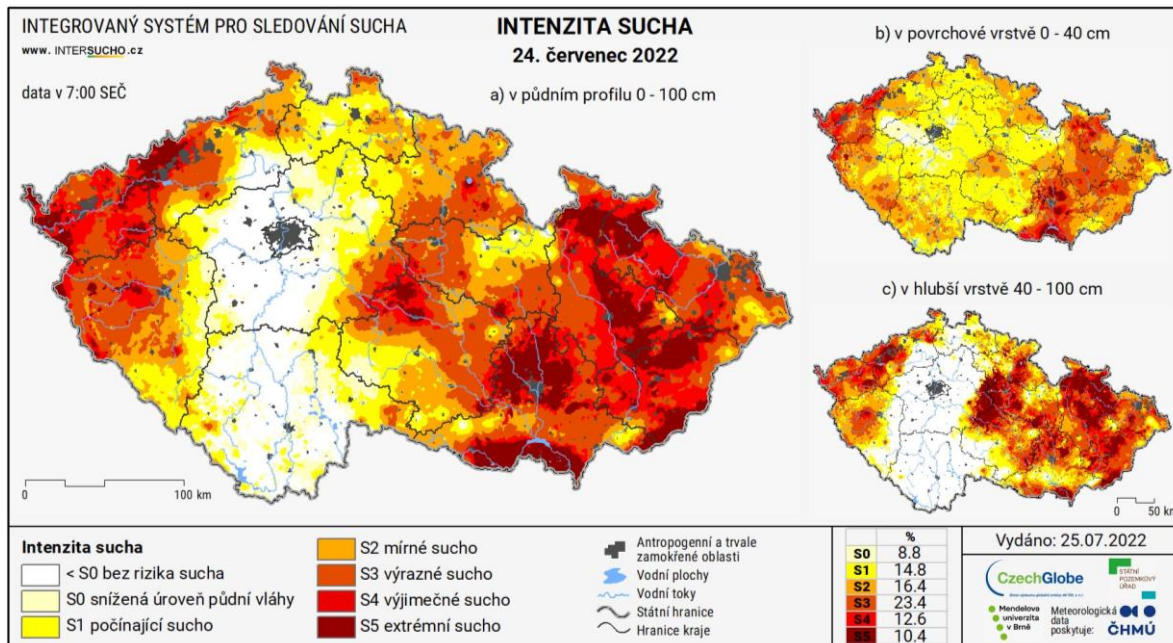 INTEGROVANÝ SYSTÉM PRO SLEDOVÁNÍ SUCHA
www. INTERSUCHO.cz
data v 7:00 SEČ
INTENZITA SUCHA
24. červenec 2022
a) v půdním profilu 0 - 100 cm
b) v povrchové vrstvě 0 - 40 cm
c) v hlubší vrstvě 40 - 100 cm
0 100 km
0 50 km
Intenzita sucha
< S0 bez rizika sucha
S0 snížená úroveň půdní vláhy
S1 počínající sucho
S2 mírné sucho
S3 výrazné sucho
S4 výjimečné sucho
S5 extrémní sucho
Antropogenní a trvale
zamokřené oblasti
Vodní plochy
Vodní toky
Státní hranice
Hranice kraje
%
S0 8.8
S1 14.8
S2 16.4
S3 23.4
S4 12.6
S5 10.4
Vydáno: 25.07.2022
CzechGlobe
STÁTNÍ
POZEMKOVÝ
ÚŘAD
Mendelova
univerzita
v Brně
Meteorologická
data
poskytuje:
ČHMÚ